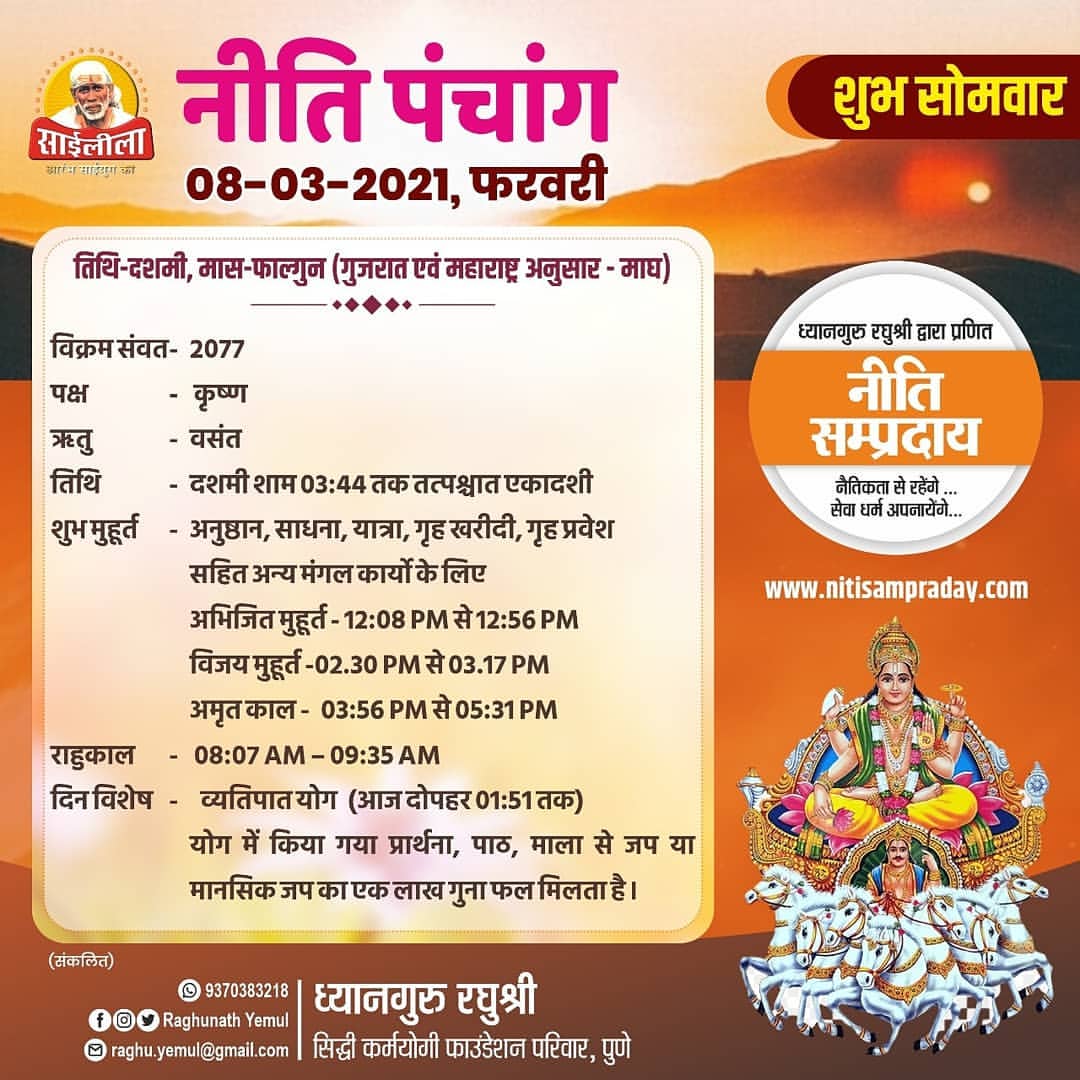 साईलीला
आरंभ साईयुग का
नीति पंचांग
08-03-2021, फरवरी
शुभ सोमवार
तिथि-दशमी, मास-फाल्गुन (गुजरात एवं महाराष्ट्र अनुसार - माघ)
विक्रम संवत- 2077
पक्ष - कृष्ण
ऋतु - वसंत
तिथि - दशमी शाम 03:44 तक तत्पश्चात एकादशी
शुभ मुहूर्त - अनुष्ठान, साधना, यात्रा, गृह खरीदी, गृह प्रवेश
सहित अन्य मंगल कार्यो के लिए
अभिजित मुहूर्त - 12:08 PM से 12:56 PM
विजय मुहूर्त -02.30 PM से 03.17 PM
अमृत काल - 03:56 PM से 05:31 PM
राहुकाल - 08:07 AM – 09:35 AM
दिन विशेष - व्यतिपात योग (आज दोपहर 01:51 तक)
योग में किया गया प्रार्थना, पाठ, माला से जप या
मानसिक जप का एक लाख गुना फल मिलता है।
ध्यानगुरु रघुश्री द्वारा प्रणित
नीति
सम्प्रदाय
नैतिकता से रहेंगे ...
सेवा धर्म अपनायेंगे...
www.nitisampraday.com
(संकलित)
9370383218
Raghunath Yemul
raghu.yemul@gmail.com
ध्यानगुरु रघुश्री
सिद्धी कर्मयोगी फाउंडेशन परिवार, पुणे